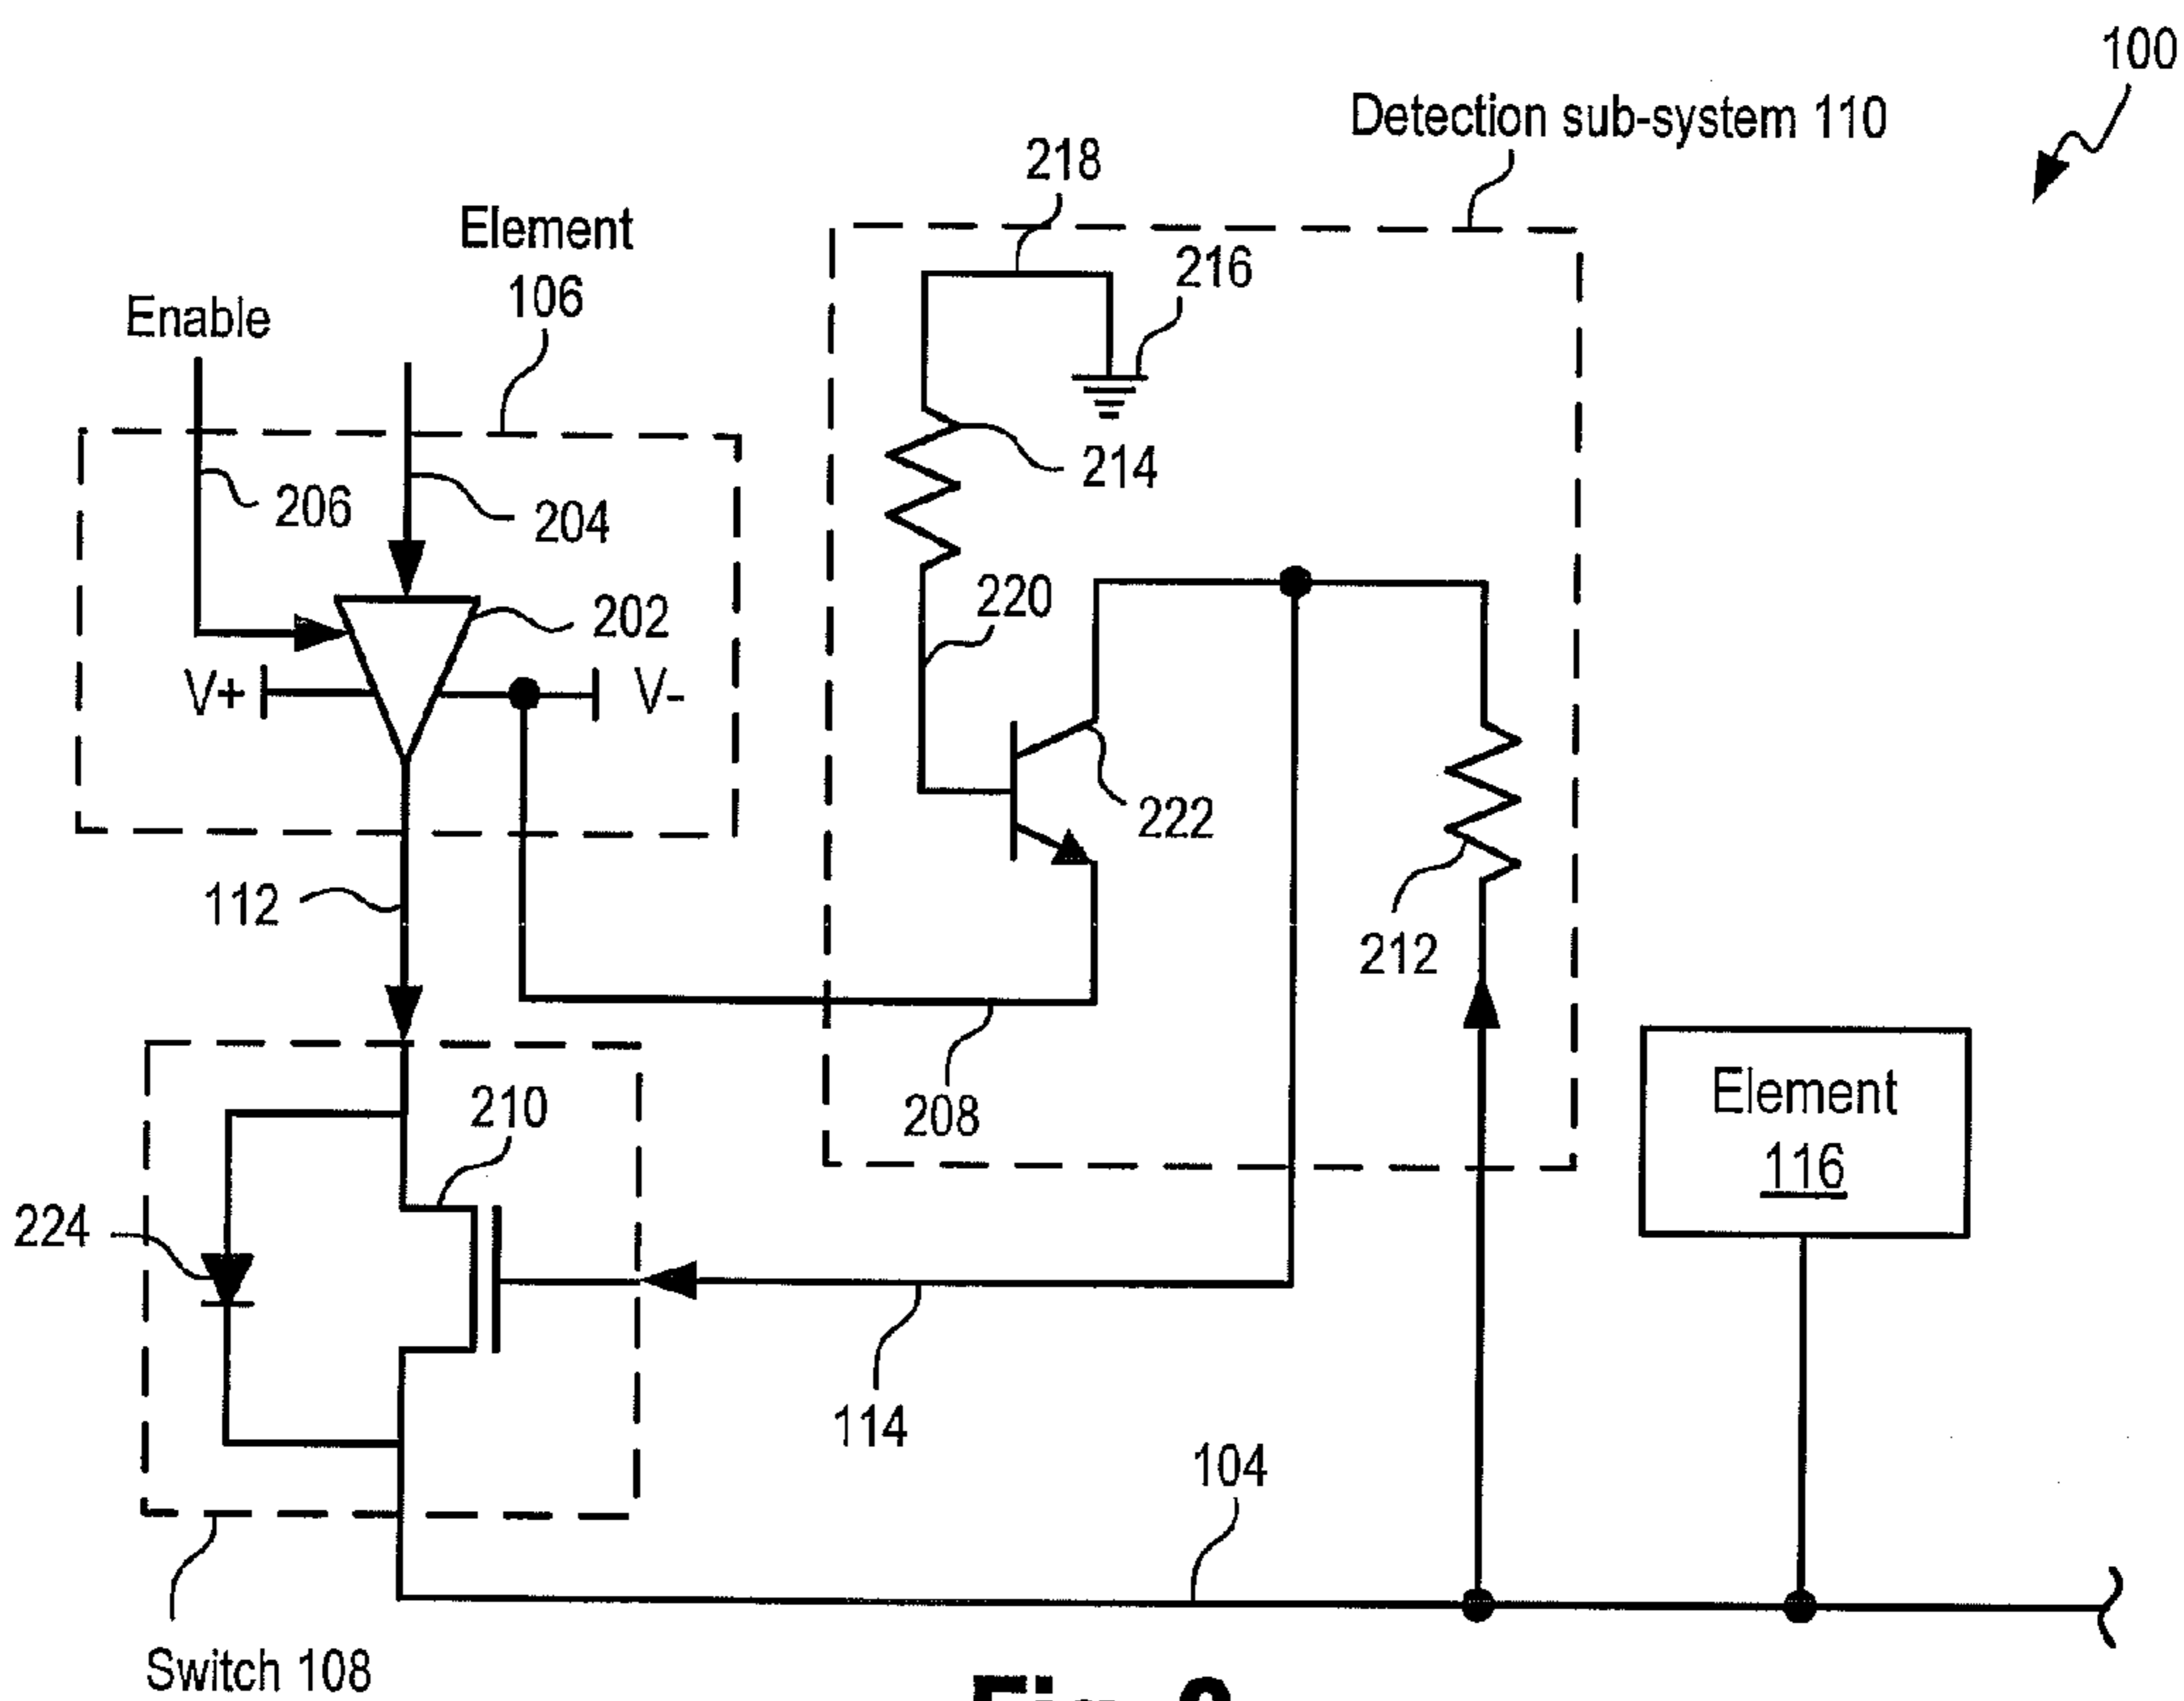 100
Detection sub-system 110
218
Element
106
216
Enable
214
206
204
220
202
V+
V-
222
112
212
210
208
Element
116
224
114
104
Switch 108